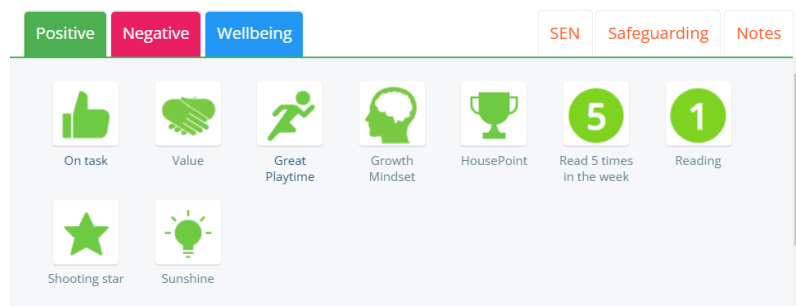 Positive Negative Wellbeing SEN Safeguarding Notes
5 1
On task Value Great Growth HousePoint Read 5 times Reading
Playtime Mindset in the week
Shooting star Sunshine